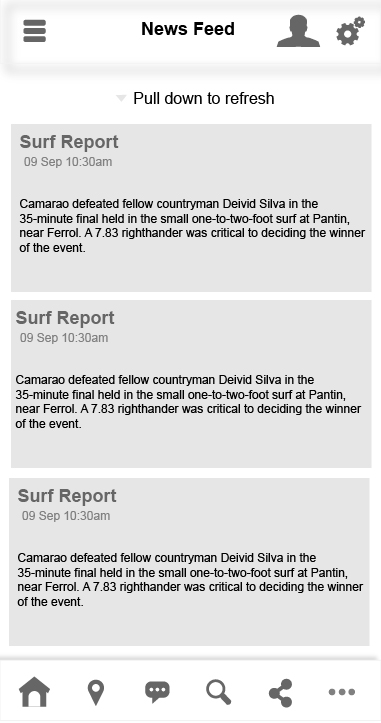 News Feed
Pull down to refresh
Surf Report
09 Sep 10:30am
Camarao defeated fellow countryman Deivid Silva in the
35-minute final held in the small one-to-two-foot surf at Pantin,
near Ferrol. A 7.83 righthander was critical to deciding the winner
of the event.
Surf Report
09 Sep 10:30am
Camarao defeated fellow countryman Deivid Silva in the
35-minute final held in the small one-to-two-foot surf at Pantin,
near Ferrol. A 7.83 righthander was critical to deciding the winner
of the event.
Surf Report
09 Sep 10:30am
Camarao defeated fellow countryman Deivid Silva in the
35-minute final held in the small one-to-two-foot surf at Pantin,
near Ferrol. A 7.83 righthander was critical to deciding the winner
of the event.